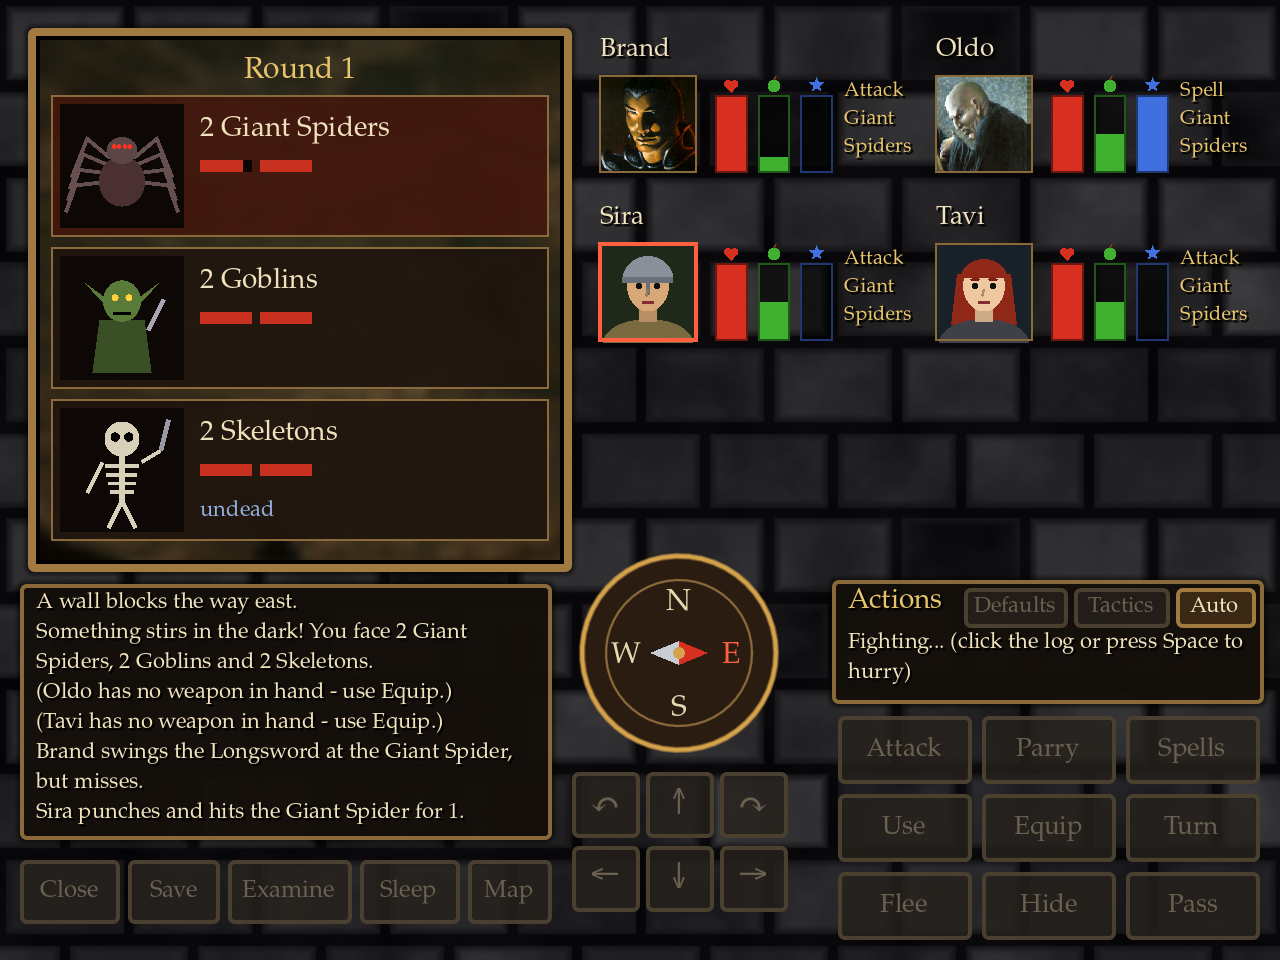 Round 1
2 Giant Spiders
2 Goblins
2 Skeletons
undead
Brand
Attack
Giant
Spiders
Oldo
Spell
Giant
Spiders
Sira
Attack
Giant
Spiders
Tavi
Attack
Giant
Spiders
A wall blocks the way east.
Something stirs in the dark! You face 2 Giant
Spiders, 2 Goblins and 2 Skeletons.
(Oldo has no weapon in hand - use Equip.)
(Tavi has no weapon in hand - use Equip.)
Brand swings the Longsword at the Giant Spider,
but misses.
Sira punches and hits the Giant Spider for 1.
N
W E
S
Actions Defaults Tactics Auto
Fighting... (click the log or press Space to
hurry)
Attack Parry Spells
Use Equip Turn
Flee Hide Pass
Close Save Examine Sleep Map